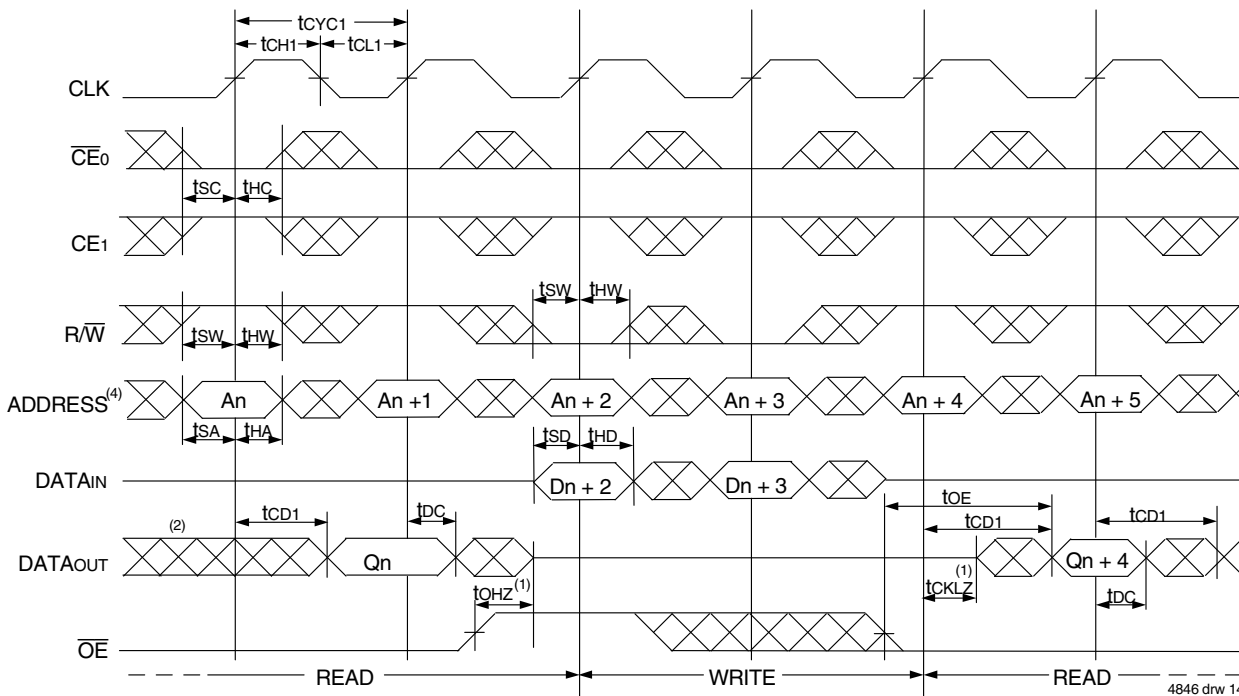 tCYC1
tCH1 tCL1
CLK
CE0
tSC tHC
CE1
tSW tHW
R/W
tSW tHW
ADDRESS(4) An An +1 An + 2 An + 3 An + 4 An + 5
tSA tHA tSD tHD
DATAIN Dn + 2 Dn + 3
tOE
(2) tCD1 tDC tCD1 tCD1
DATAOUT Qn Qn + 4
tOHZ(1) tCKLZ(1) tDC
OE
READ WRITE READ
4846 drw 14